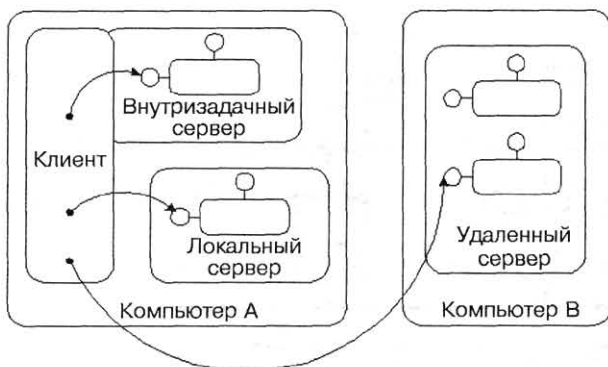 Внутризадачный
сервер
Клиент
Локальный
сервер
Компьютер А
Удаленный
сервер
Компьютер В